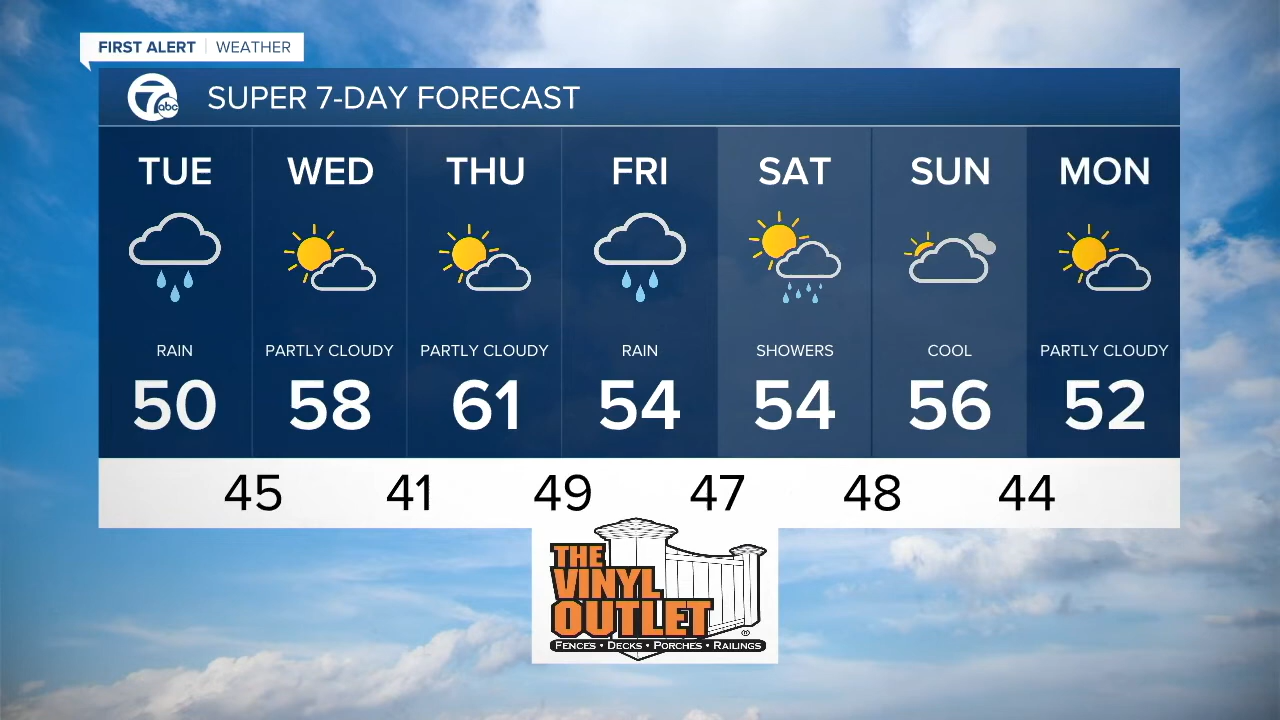 FIRST ALERT | WEATHER
7 abc SUPER 7-DAY FORECAST
TUE WED THU FRI SAT SUN MON
RAIN PARTLY CLOUDY PARTLY CLOUDY RAIN SHOWERS COOL PARTLY CLOUDY
50 58 61 54 54 56 52
45 41 49 47 48 44
THE
VINYL
OUTLET ®
FENCES • DECKS • PORCHES • RAILINGS